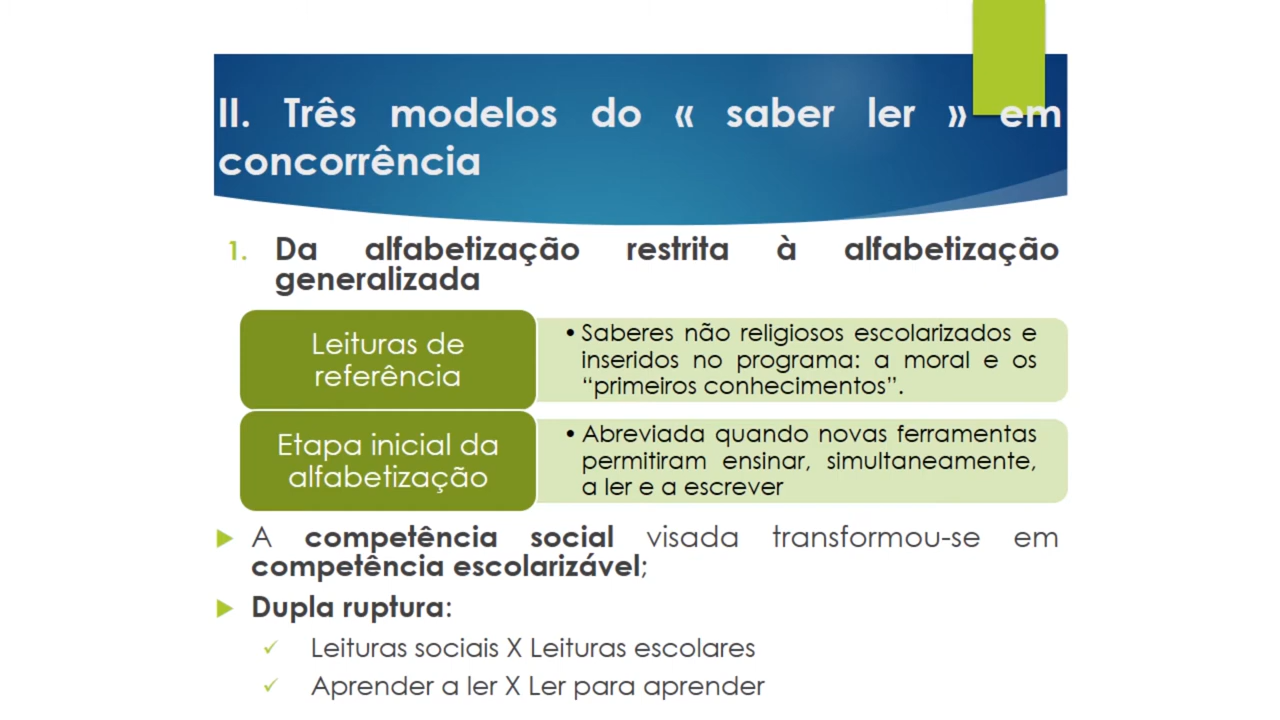 II. Três modelos do « saber ler » em
concorrência
1. Da alfabetização restrita à alfabetização
generalizada
Leituras de
referência
• Saberes não religiosos escolarizados e
inseridos no programa: a moral e os
“primeiros conhecimentos”.
Etapa inicial da
alfabetização
• Abreviada quando novas ferramentas
permitiram ensinar, simultaneamente,
a ler e a escrever
A competência social visada transformou-se em
competência escolarizável;
Dupla ruptura:
✓ Leituras sociais X Leituras escolares
✓ Aprender a ler X Ler para aprender